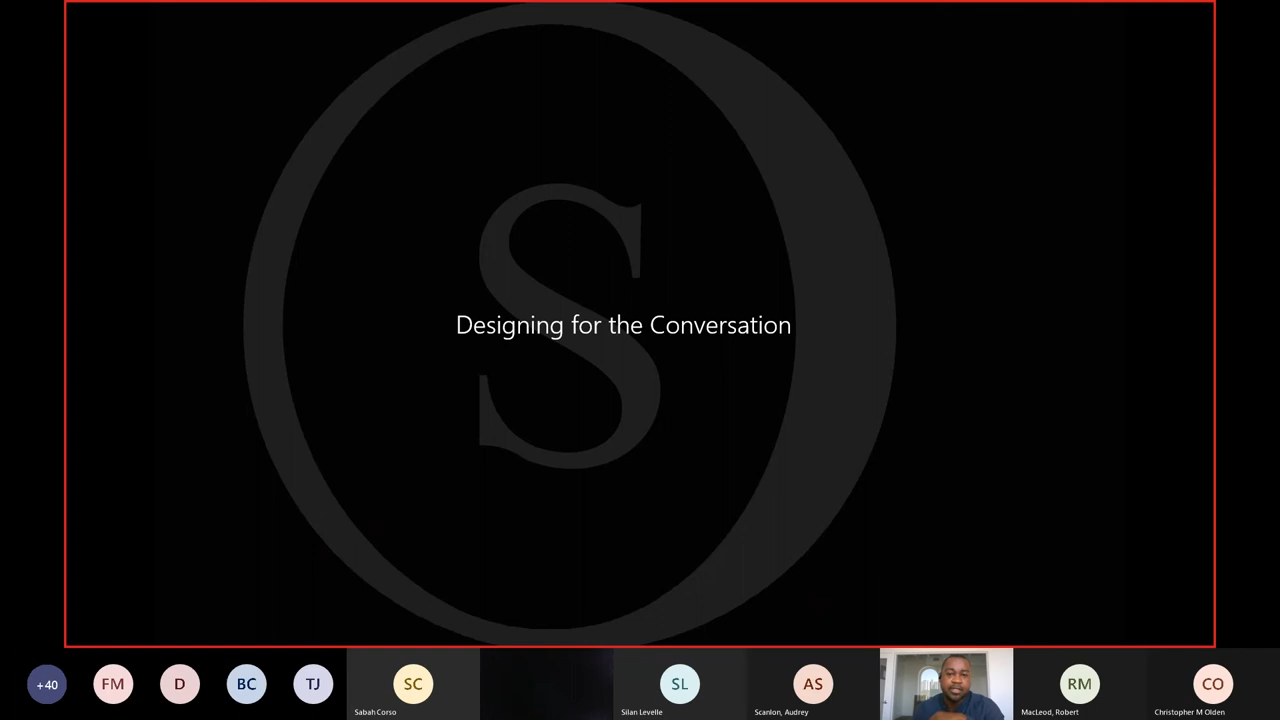 OS
Designing for the Conversation
+40
FM
D
BC
TJ
SC
Sabah Corso
SL
Silan Levelle
AS
Scanlon, Audrey
RM
MacLeod, Robert
CO
Christopher M Olden